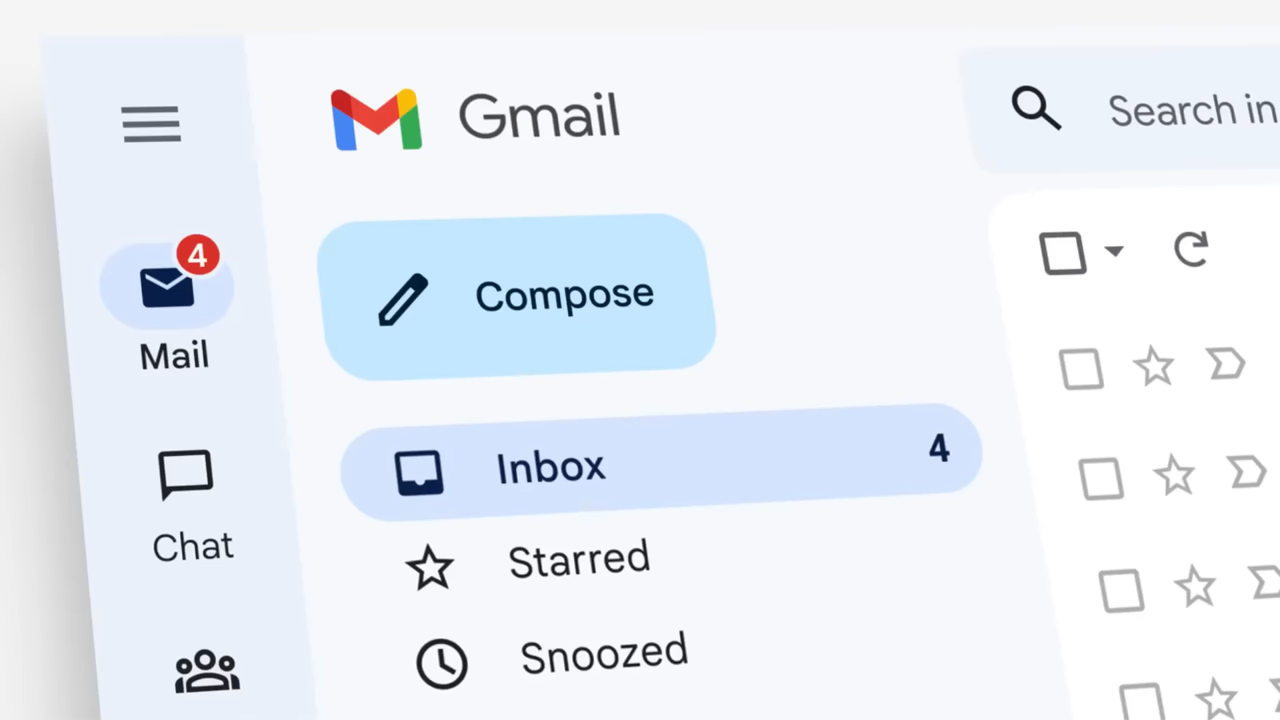 Gmail
Search in
4
Compose
Mail
Inbox 4
Chat
Starred
Snoozed